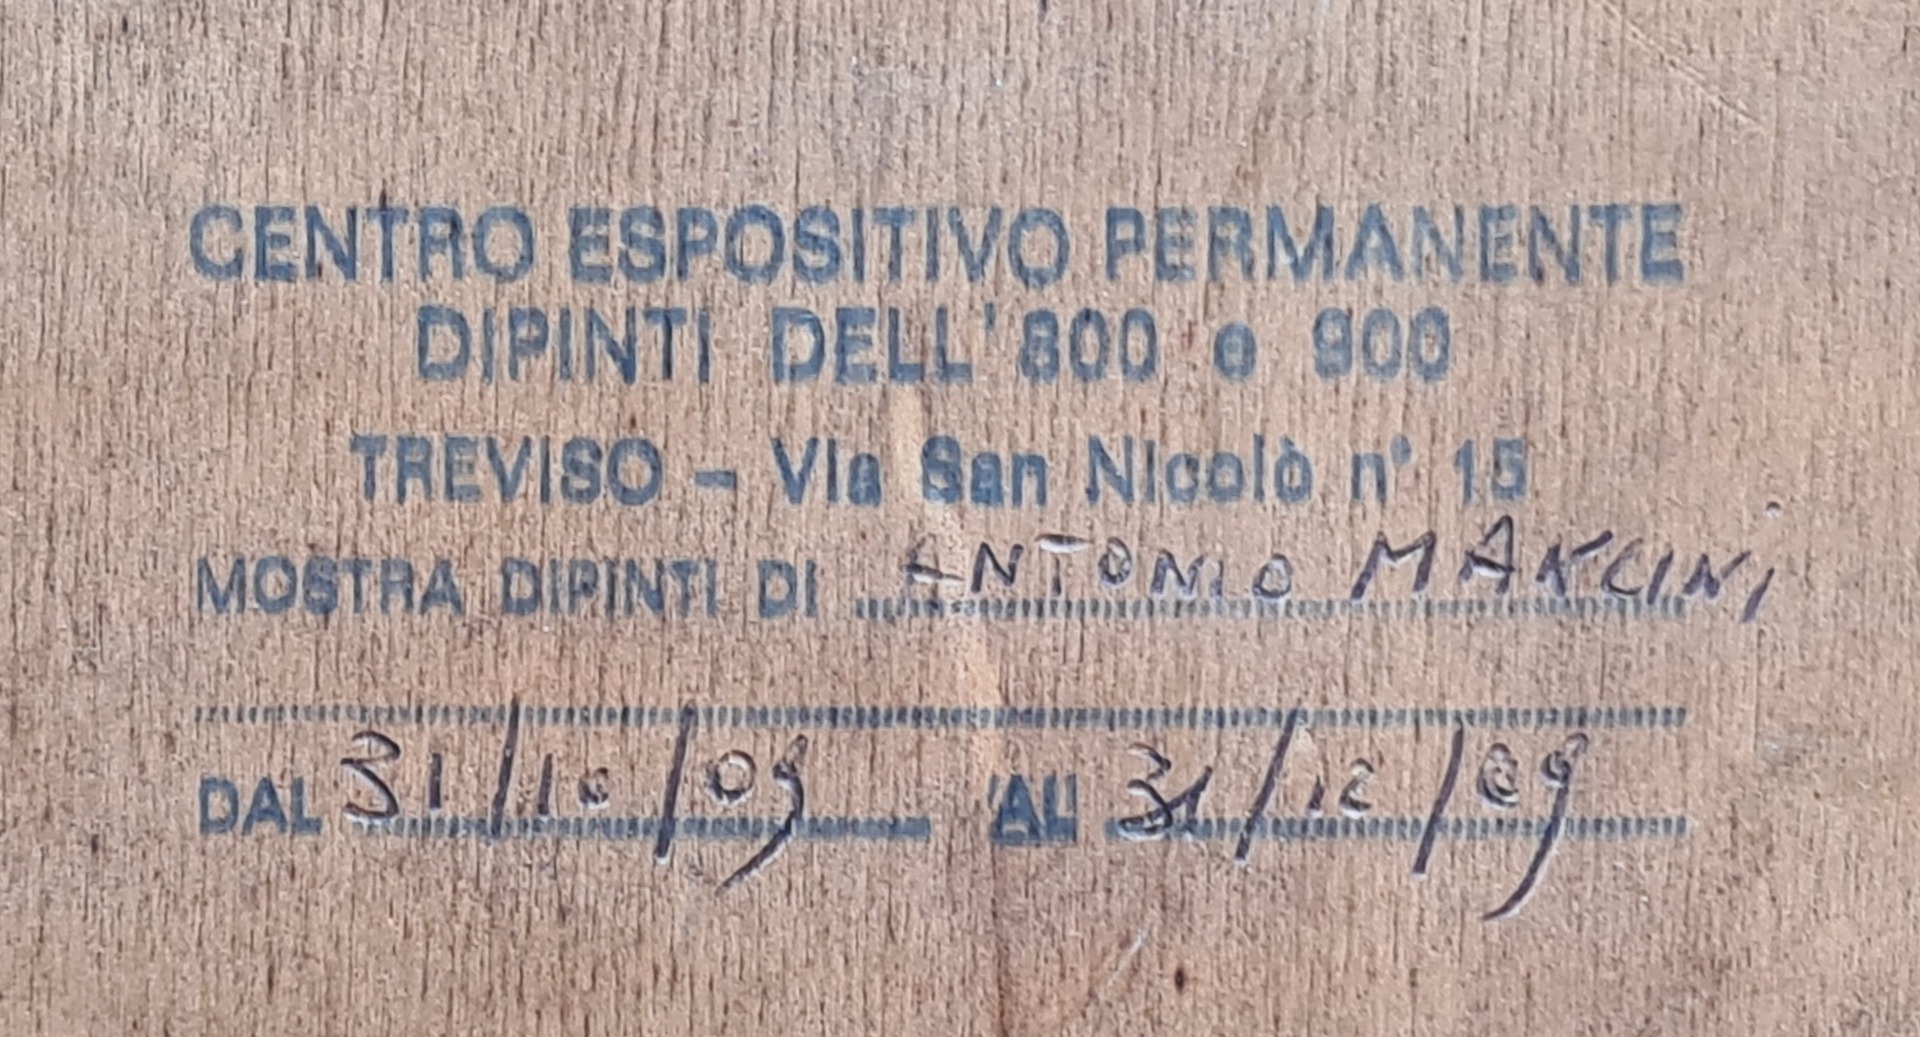 CENTRO ESPOSITIVO PERMANENTE
DIPINTI DELL'800 e 900
TREVISO - Via San Nicolò n° 15
MOSTRA DIPINTI DI ANTONIO MANCINI
DAL 31/10/09 AL 31/12/09